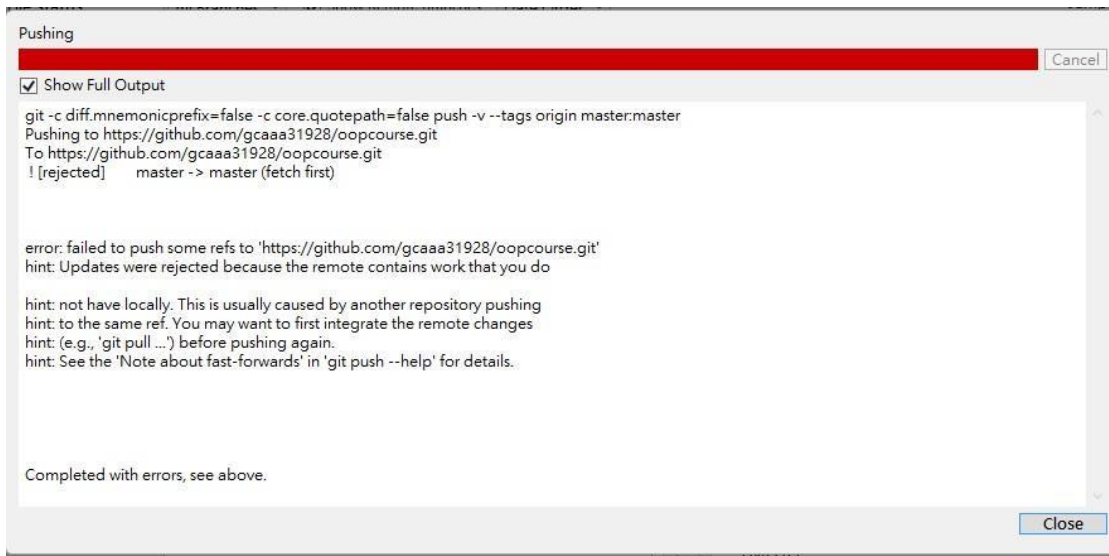 Pushing
Cancel
Show Full Output
git -c diff.mnemonicprefix=false -c core.quotepath=false push -v --tags origin master:master
Pushing to https://github.com/gcaaa31928/oopcourse.git
To https://github.com/gcaaa31928/oopcourse.git
! [rejected] master -> master (fetch first)
error: failed to push some refs to 'https://github.com/gcaaa31928/oopcourse.git'
hint: Updates were rejected because the remote contains work that you do
hint: not have locally. This is usually caused by another repository pushing
hint: to the same ref. You may want to first integrate the remote changes
hint: (e.g., 'git pull ...') before pushing again.
hint: See the 'Note about fast-forwards' in 'git push --help' for details.
Completed with errors, see above.
Close